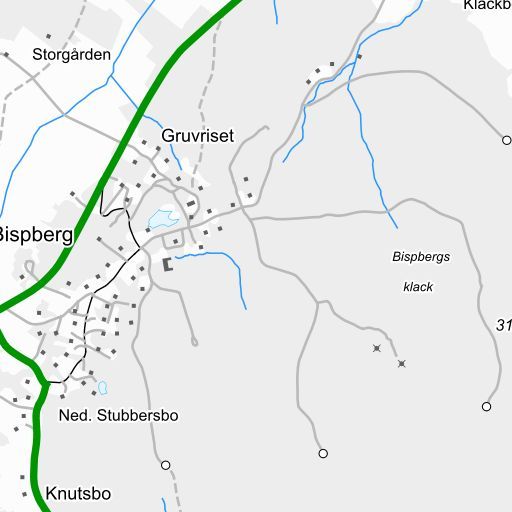 Klackb
Storgården
Gruvriset
Bispberg
Bispbergs
klack
31
Ned. Stubbersbo
Knutsbo